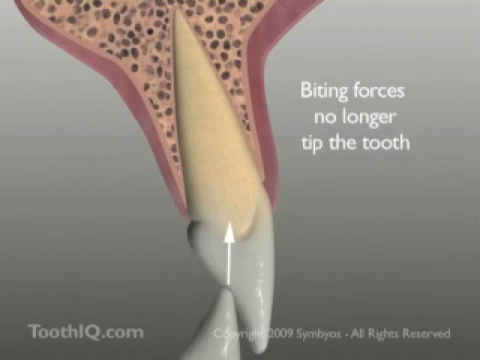 Biting forces
no longer
tip the tooth
ToothIQ.com
Copyright 2009 Symbyos - All Rights Reserved